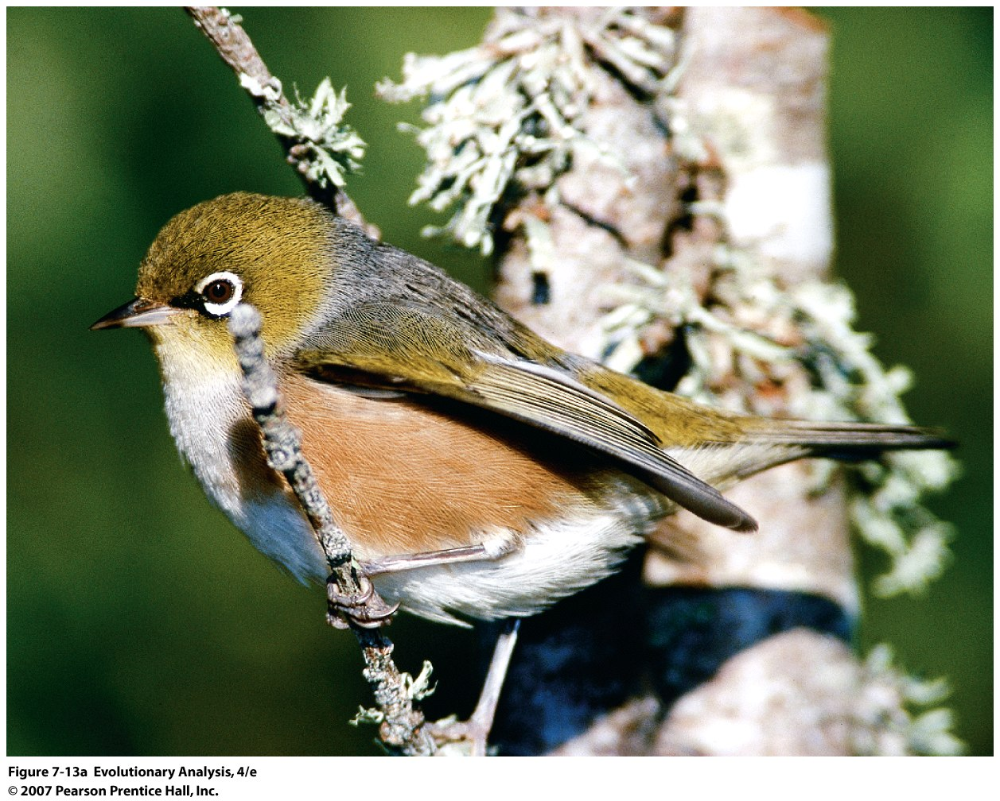 Figure 7-13a  Evolutionary Analysis, 4/e
© 2007 Pearson Prentice Hall, Inc.